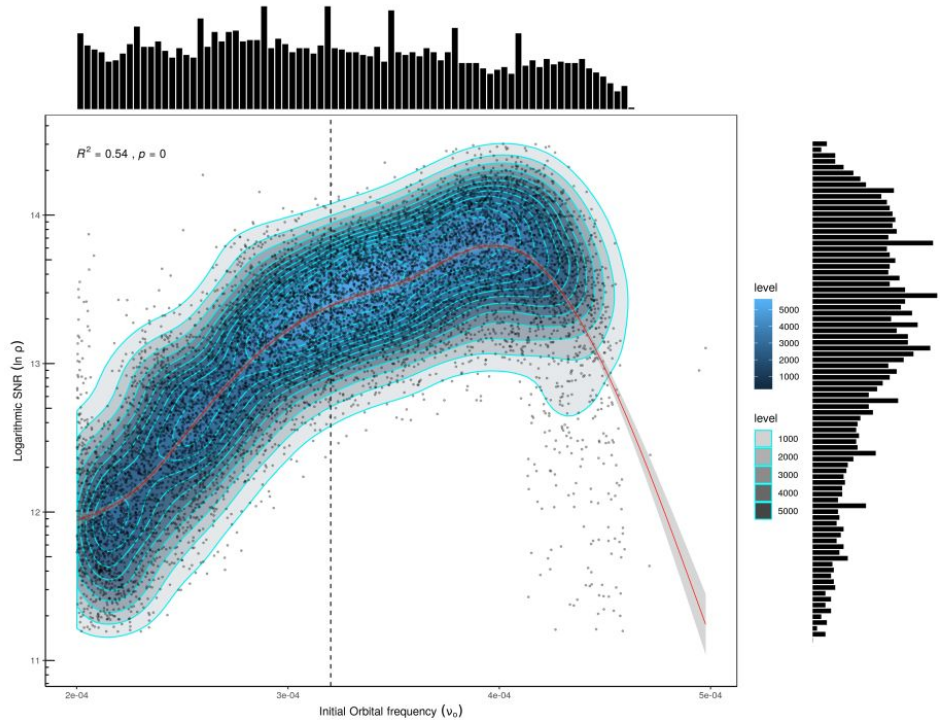 R² = 0.54 , p = 0
Logarithmic SNR (ln ρ)
14
13
12
11
2e-04
3e-04
4e-04
5e-04
Initial Orbital frequency (νₒ)
level
5000
4000
3000
2000
1000
level
1000
2000
3000
4000
5000